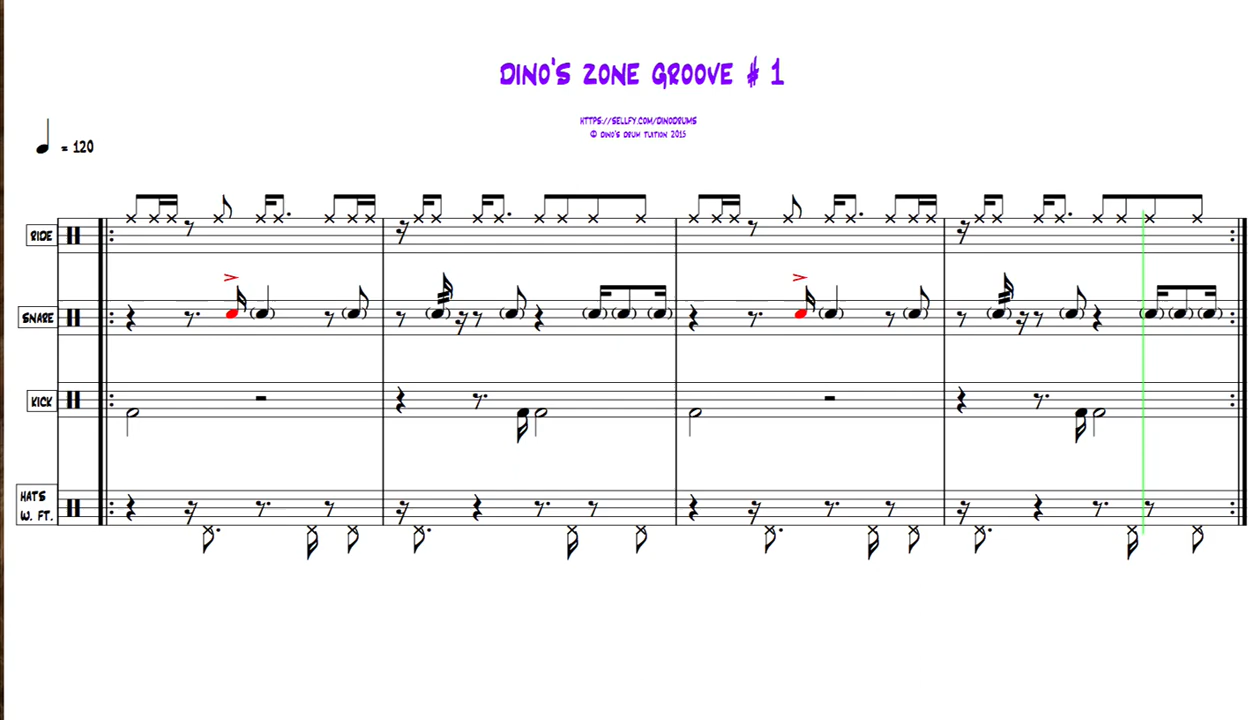 DINO'S ZONE GROOVE # 1
HTTPS://SELLFY.COM/DINODRUMS
© DINO'S DRUM TUITION 2015
= 120
RIDE
SNARE
KICK
HATS
W. FT.